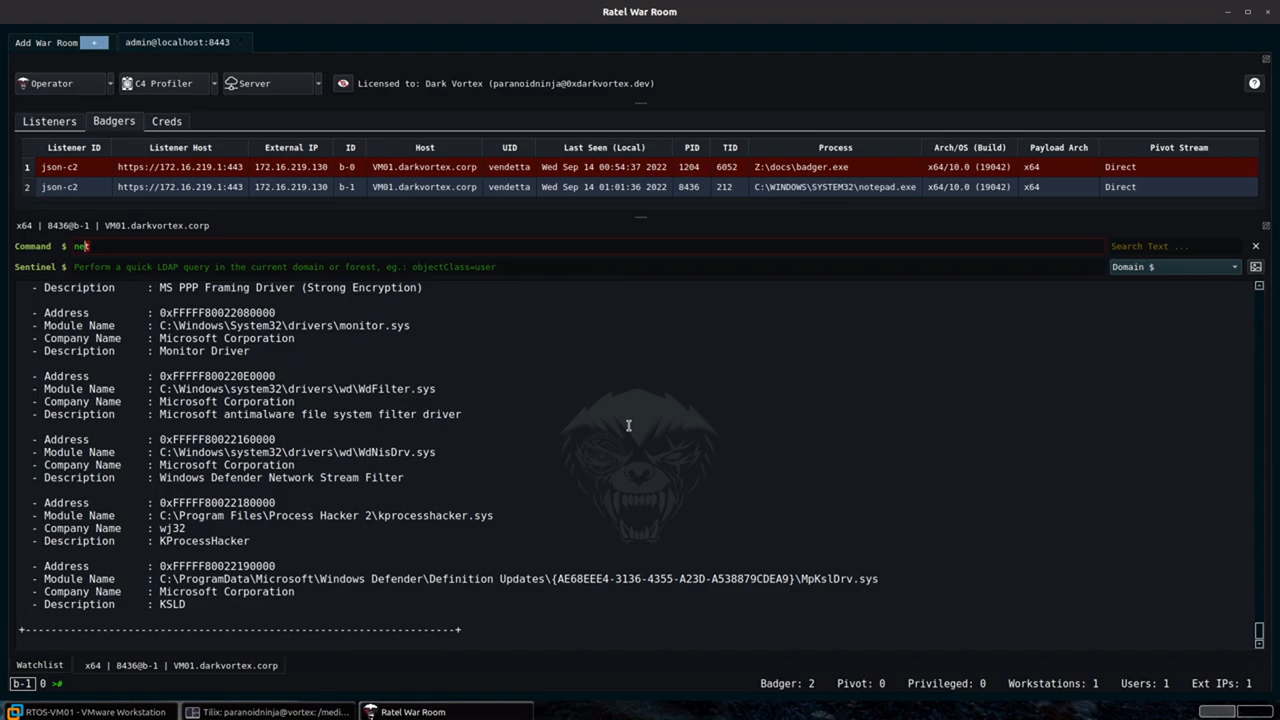 Ratel War Room
Add War Room + admin@localhost:8443
Operator C4 Profiler Server Licensed to: Dark Vortex (paranoidninja@0xdarkvortex.dev) ?
Listeners Badgers Creds
Listener ID Listener Host External IP ID Host UID Last Seen (Local) PID TID Process Arch/OS (Build) Payload Arch Pivot Stream
1 json-c2 https://172.16.219.1:443 172.16.219.130 b-0 VM01.darkvortex.corp vendetta Wed Sep 14 00:54:37 2022 1204 6052 Z:\docs\badger.exe x64/10.0 (19042) x64 Direct
2 json-c2 https://172.16.219.1:443 172.16.219.130 b-1 VM01.darkvortex.corp vendetta Wed Sep 14 01:01:36 2022 8436 212 C:\WINDOWS\SYSTEM32\notepad.exe x64/10.0 (19042) x64 Direct
x64 | 8436@b-1 | VM01.darkvortex.corp
Command $ net Search Text ...
Sentinel $ Perform a quick LDAP query in the current domain or forest, eg.: objectClass=user Domain $
- Description : MS PPP Framing Driver (Strong Encryption)
- Address : 0xFFFFF80022080000
- Module Name : C:\Windows\System32\drivers\monitor.sys
- Company Name : Microsoft Corporation
- Description : Monitor Driver
- Address : 0xFFFFF800220E0000
- Module Name : C:\Windows\system32\drivers\wd\WdFilter.sys
- Company Name : Microsoft Corporation
- Description : Microsoft antimalware file system filter driver
- Address : 0xFFFFF80022160000
- Module Name : C:\Windows\system32\drivers\wd\WdNisDrv.sys
- Company Name : Microsoft Corporation
- Description : Windows Defender Network Stream Filter
- Address : 0xFFFFF80022180000
- Module Name : C:\Program Files\Process Hacker 2\kprocesshacker.sys
- Company Name : wj32
- Description : KProcessHacker
- Address : 0xFFFFF80022190000
- Module Name : C:\ProgramData\Microsoft\Windows Defender\Definition Updates\{AE68EEE4-3136-4355-A23D-A538879CDEA9}\MpKslDrv.sys
- Company Name : Microsoft Corporation
- Description : KSLD
+-------------------------------------------------------------------+
Watchlist x64 | 8436@b-1 | VM01.darkvortex.corp
b-1 0 ># Badger: 2 Pivot: 0 Privileged: 0 Workstations: 1 Users: 1 Ext IPs: 1
RTOS-VM01 - VMware Workstation Tilix: paranoidninja@vortex:/medi... Ratel War Room